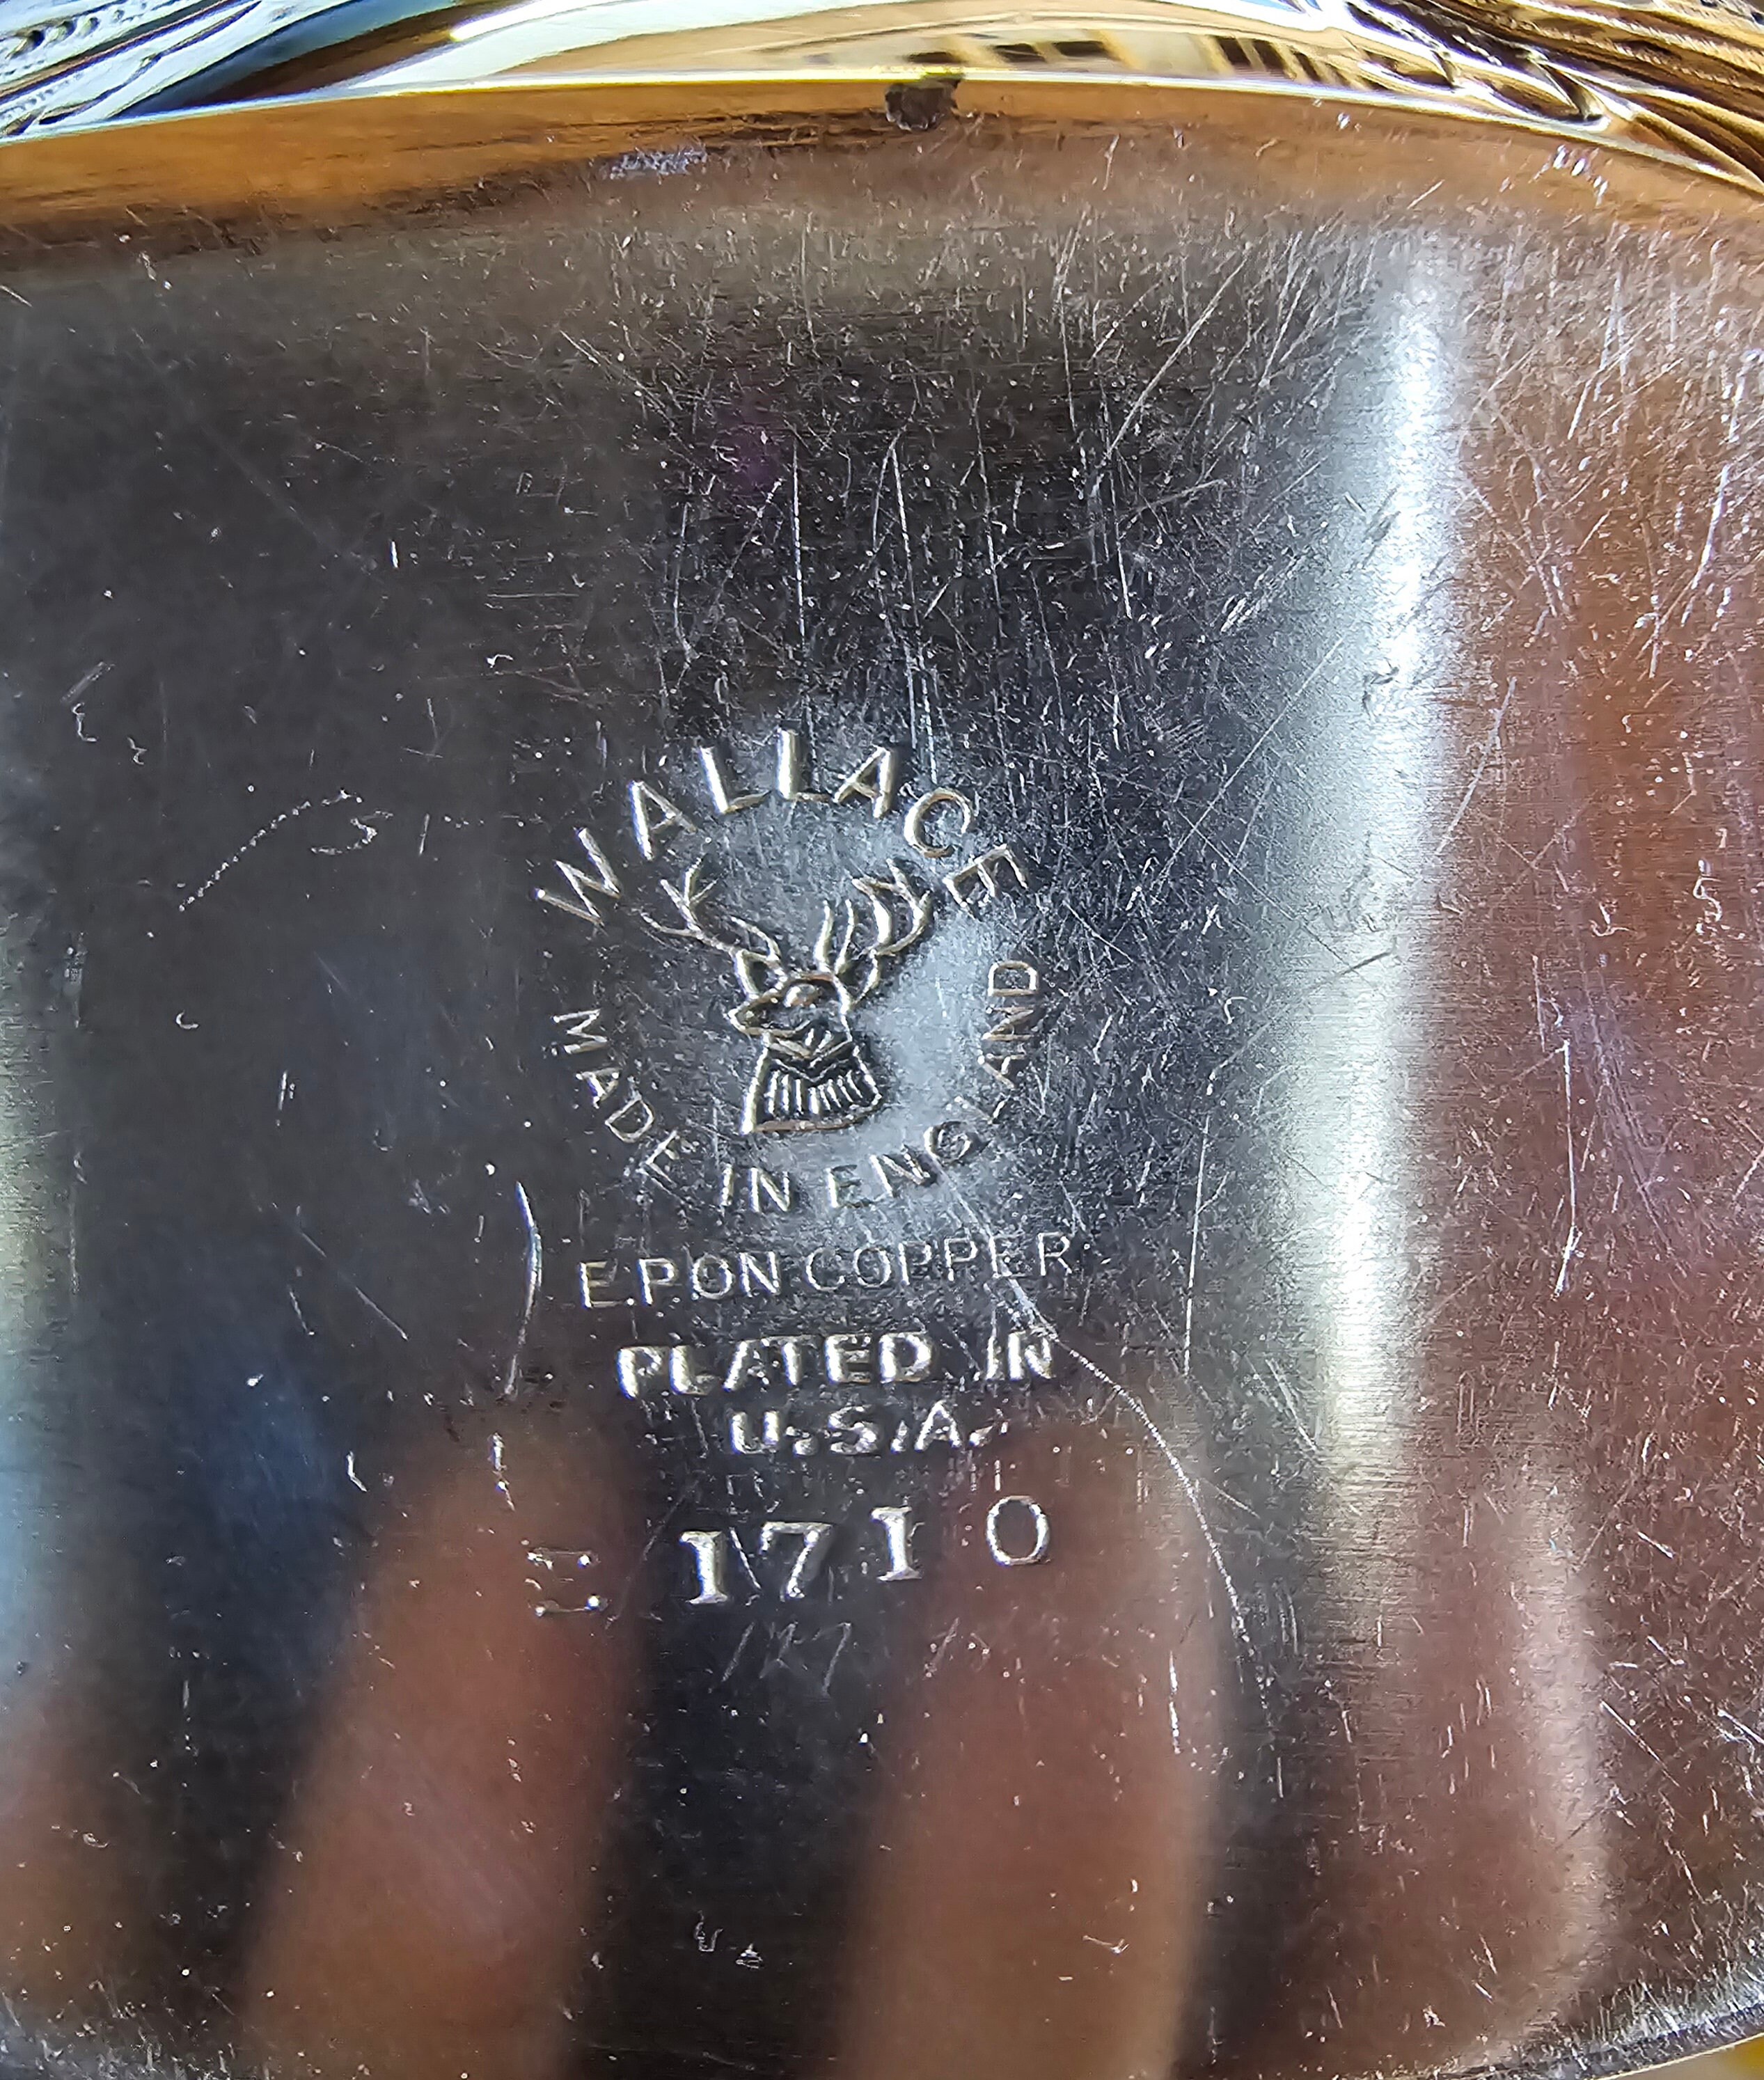 WALLACE
MADE IN ENGLAND
E.P.ON COPPER
PLATED IN
U.S.A.
1710